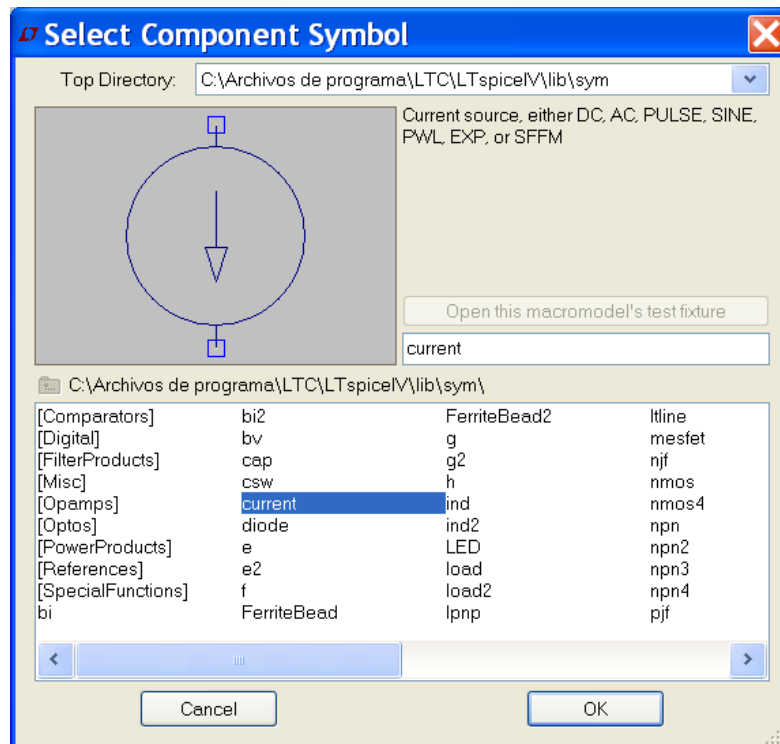 Select Component Symbol
Top Directory: C:\Archivos de programa\LTC\LTspiceIV\lib\sym
Current source, either DC, AC, PULSE, SINE,
PWL, EXP, or SFFM
Open this macromodel's test fixture
current
C:\Archivos de programa\LTC\LTspiceIV\lib\sym\
[Comparators] bi2 FerriteBead2 ltline
[Digital] bv g mesfet
[FilterProducts] cap g2 njf
[Misc] csw h nmos
[Opamps] current ind nmos4
[Optos] diode ind2 npn
[PowerProducts] e LED npn2
[References] e2 load npn3
[SpecialFunctions] f load2 npn4
bi FerriteBead lpnp pjf
Cancel OK